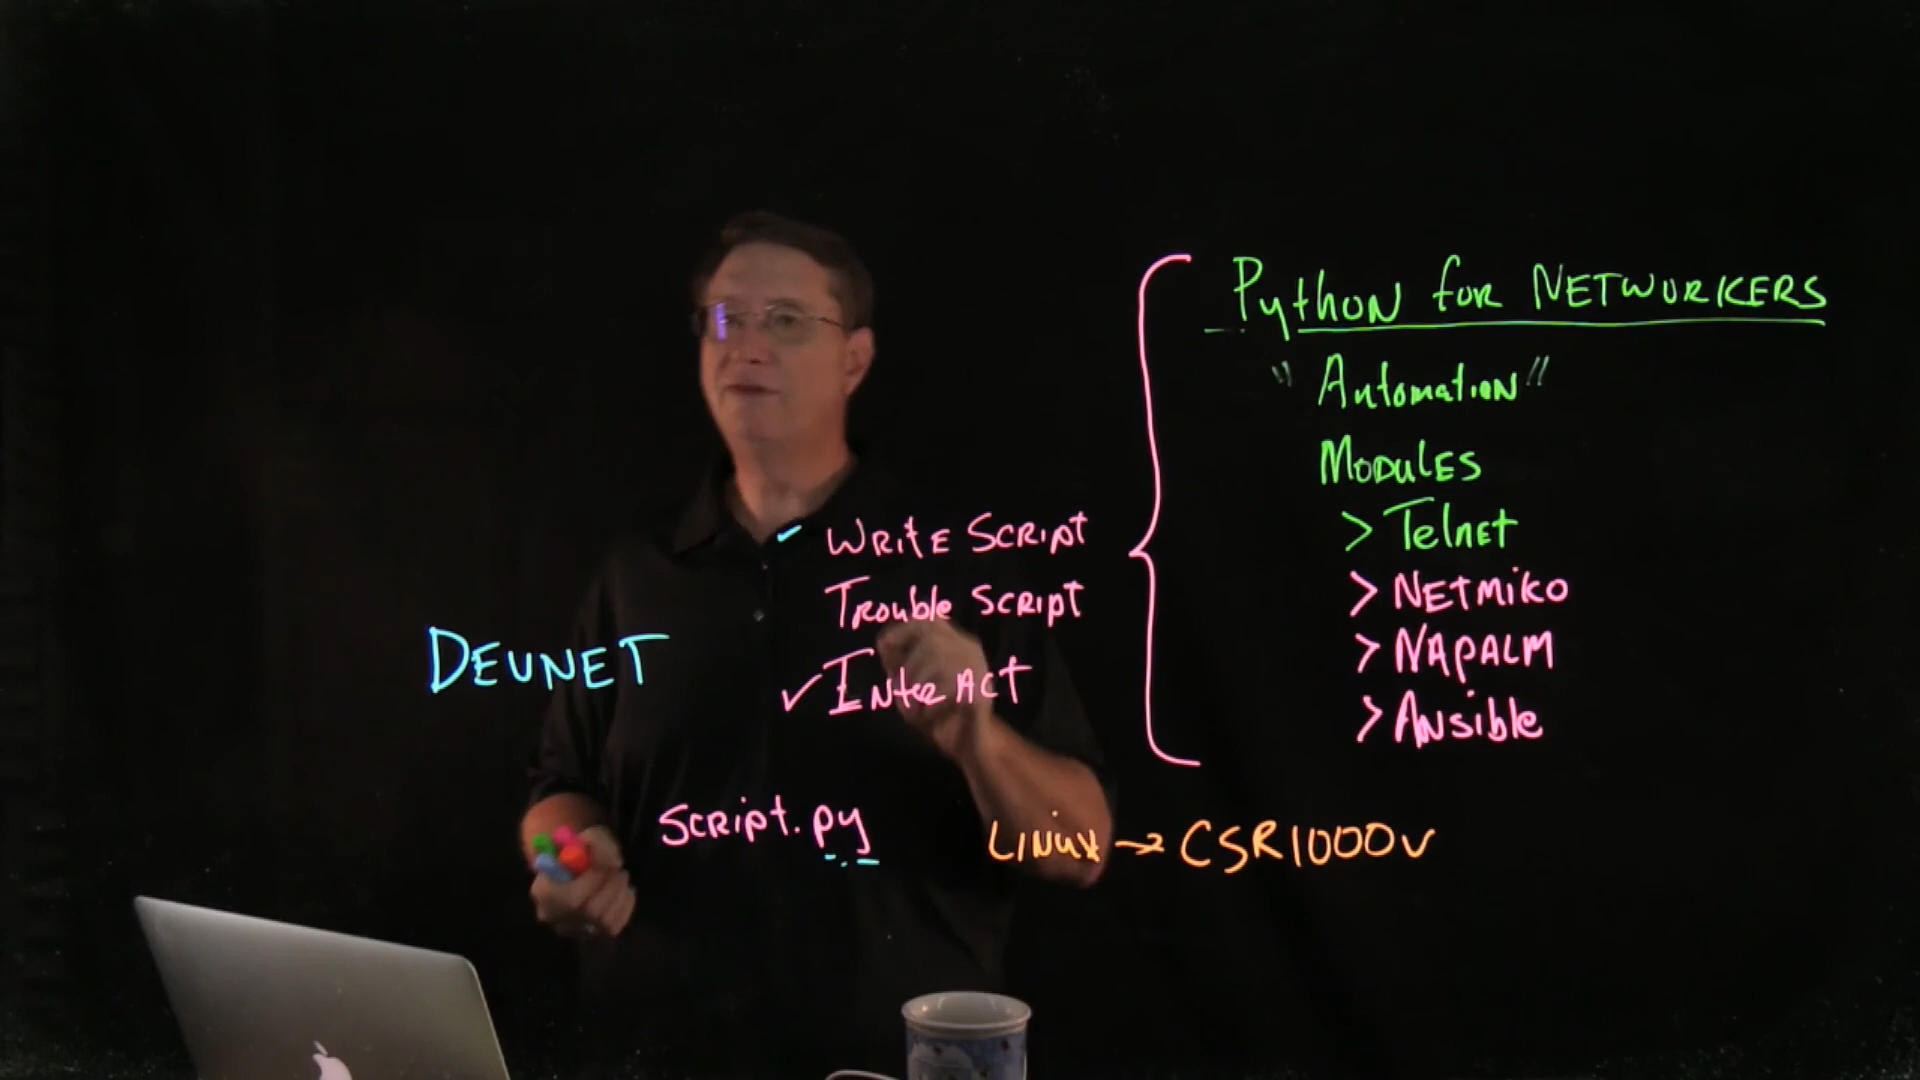 Python for Networkers
"Automation"
Modules
> Telnet
> Netmiko
> NAPALM
> Ansible
Write Script
Trouble Script
✓ InterAct
DEVNET
Script.py
Linux → CSR1000v